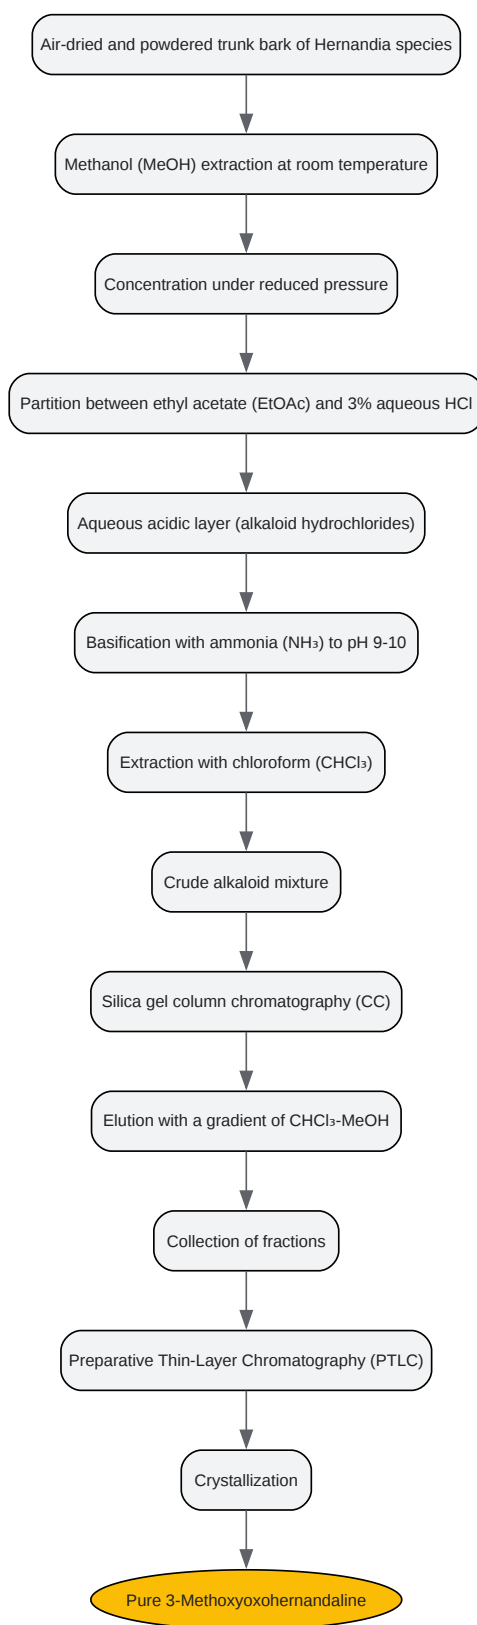 Air-dried and powdered trunk bark of Hernandia species
Methanol (MeOH) extraction at room temperature
Concentration under reduced pressure
Partition between ethyl acetate (EtOAc) and 3% aqueous HCl
Aqueous acidic layer (alkaloid hydrochlorides)
Basification with ammonia (NH₃) to pH 9-10
Extraction with chloroform (CHCl₃)
Crude alkaloid mixture
Silica gel column chromatography (CC)
Elution with a gradient of CHCl₃-MeOH
Collection of fractions
Preparative Thin-Layer Chromatography (PTLC)
Crystallization
Pure 3-Methoxyoxohernandaline